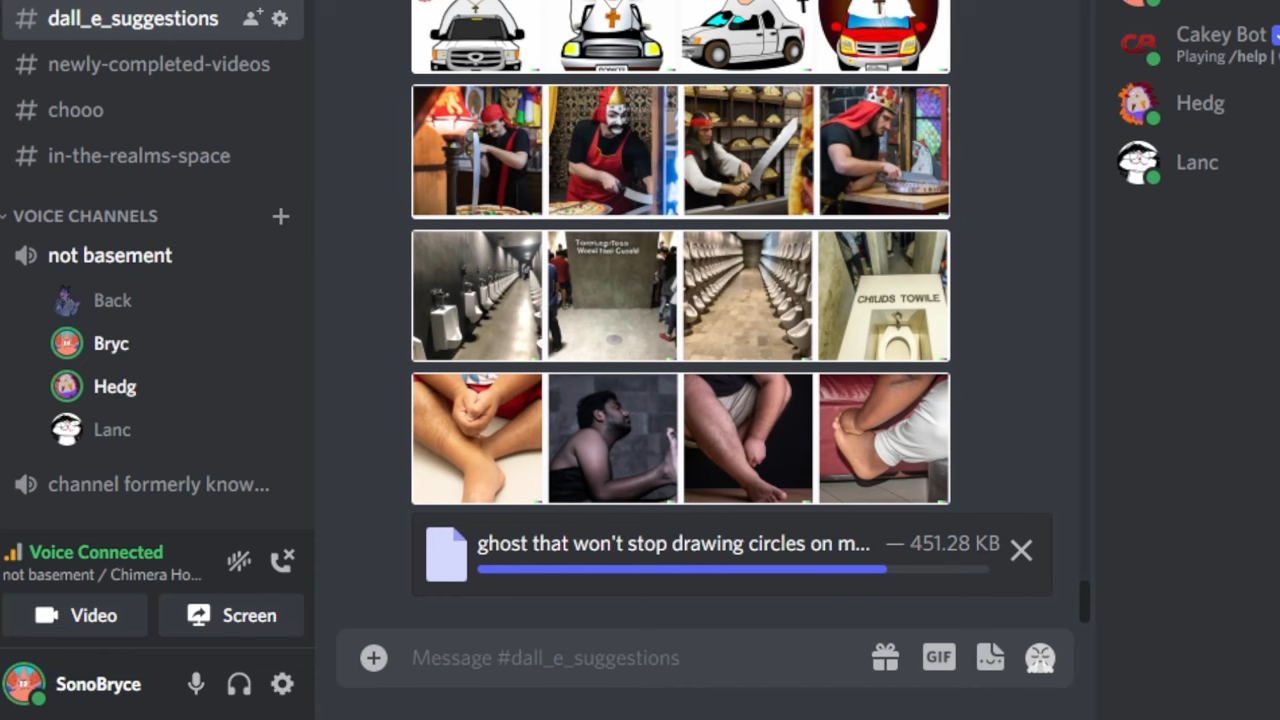 dall_e_suggestions
newly-completed-videos
chooo
in-the-realms-space
VOICE CHANNELS
not basement
Back
Bryc
Hedg
Lanc
channel formerly know...
Voice Connected
not basement / Chimera Ho...
Video
Screen
SonoBryce
CHILDS TOWILE
ghost that won't stop drawing circles on m... — 451.28 KB
Message #dall_e_suggestions
GIF
Cakey Bot
Playing /help |
Hedg
Lanc